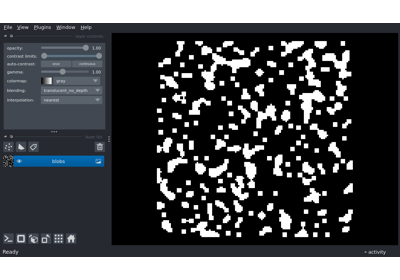 File View Plugins Window Help
opacity: 1.00
contrast limits:
auto-contrast: once continuous
gamma: 1.00
colormap: gray
blending: translucent_no_depth
interpolation: nearest
blobs
Ready
activity